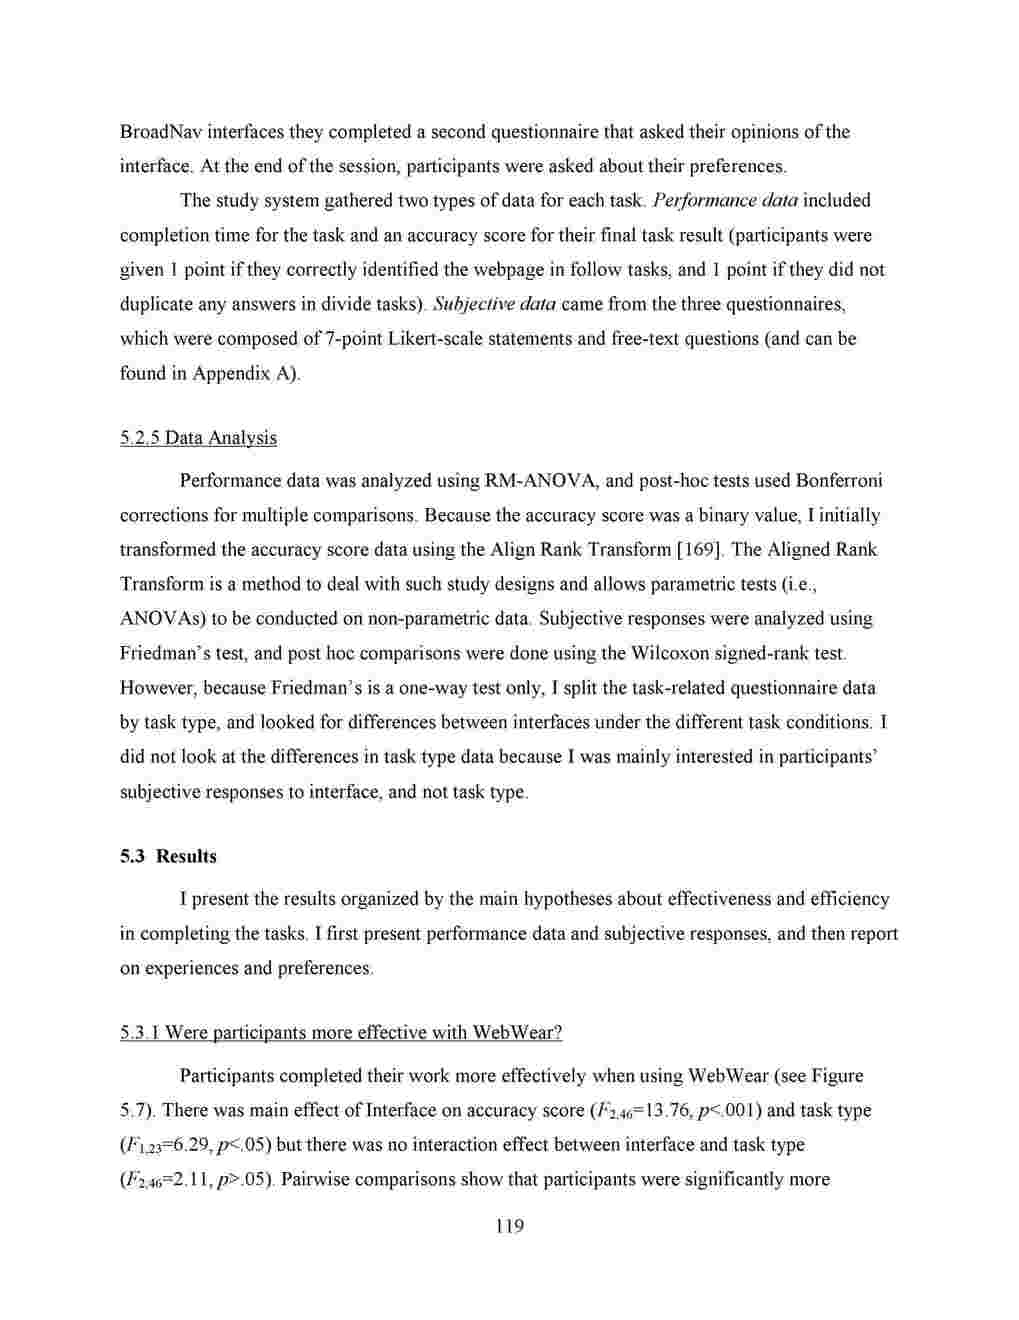 BroadNav interfaces they completed a second questionnaire that asked their opinions of the
interface. At the end of the session, participants were asked about their preferences.
The study system gathered two types of data for each task. Performance data included
completion time for the task and an accuracy score for their final task result (participants were
given 1 point if they correctly identified the webpage in follow tasks, and 1 point if they did not
duplicate any answers in divide tasks). Subjective data came from the three questionnaires,
which were composed of 7-point Likert-scale statements and free-text questions (and can be
found in Appendix A).
5.2.5 Data Analysis
Performance data was analyzed using RM-ANOVA, and post-hoc tests used Bonferroni
corrections for multiple comparisons. Because the accuracy score was a binary value, I initially
transformed the accuracy score data using the Align Rank Transform [169]. The Aligned Rank
Transform is a method to deal with such study designs and allows parametric tests (i.e.,
ANOVAs) to be conducted on non-parametric data. Subjective responses were analyzed using
Friedman's test, and post hoc comparisons were done using the Wilcoxon signed-rank test.
However, because Friedman's is a one-way test only, I split the task-related questionnaire data
by task type, and looked for differences between interfaces under the different task conditions. I
did not look at the differences in task type data because I was mainly interested in participants'
subjective responses to interface, and not task type.
5.3 Results
I present the results organized by the main hypotheses about effectiveness and efficiency
in completing the tasks. I first present performance data and subjective responses, and then report
on experiences and preferences.
5.3.1 Were participants more effective with WebWear?
Participants completed their work more effectively when using WebWear (see Figure
5.7). There was main effect of Interface on accuracy score (F2,46=13.76, p<.001) and task type
(F1,23=6.29, p<.05) but there was no interaction effect between interface and task type
(F2,46=2.11, p>.05). Pairwise comparisons show that participants were significantly more
119